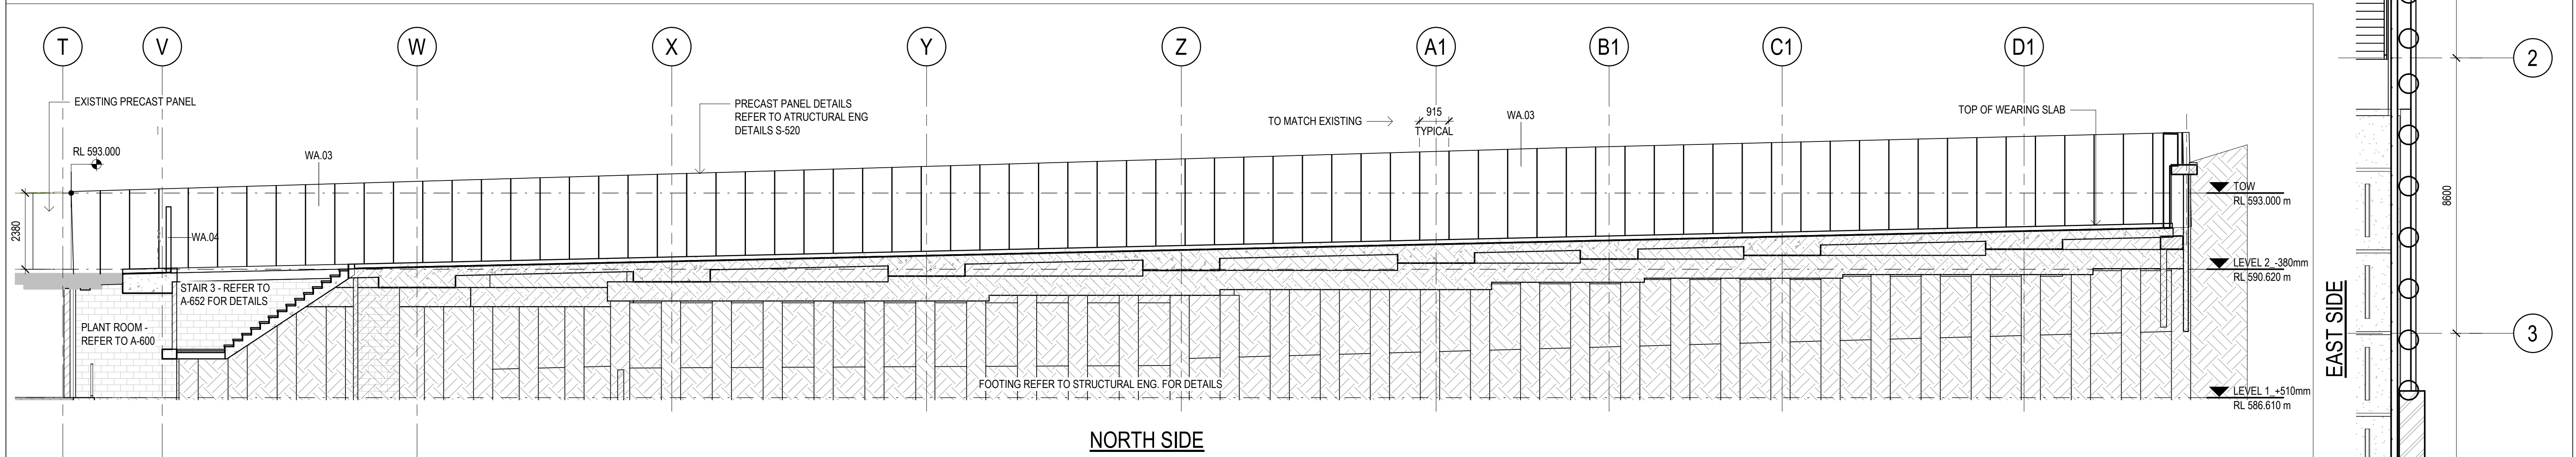 T
V
W
X
Y
Z
A1
B1
C1
D1
2
EXISTING PRECAST PANEL
PRECAST PANEL DETAILS
REFER TO ATRUCTURAL ENG
DETAILS S-520
TO MATCH EXISTING
915
TYPICAL
WA.03
TOP OF WEARING SLAB
RL 593.000
WA.03
TOW
RL 593.000 m
2380
WA.04
8600
LEVEL 2_-380mm
RL 590.620 m
STAIR 3 - REFER TO
A-652 FOR DETAILS
PLANT ROOM -
REFER TO A-600
EAST SIDE
3
FOOTING REFER TO STRUCTURAL ENG. FOR DETAILS
LEVEL 1_+510mm
RL 586.610 m
NORTH SIDE